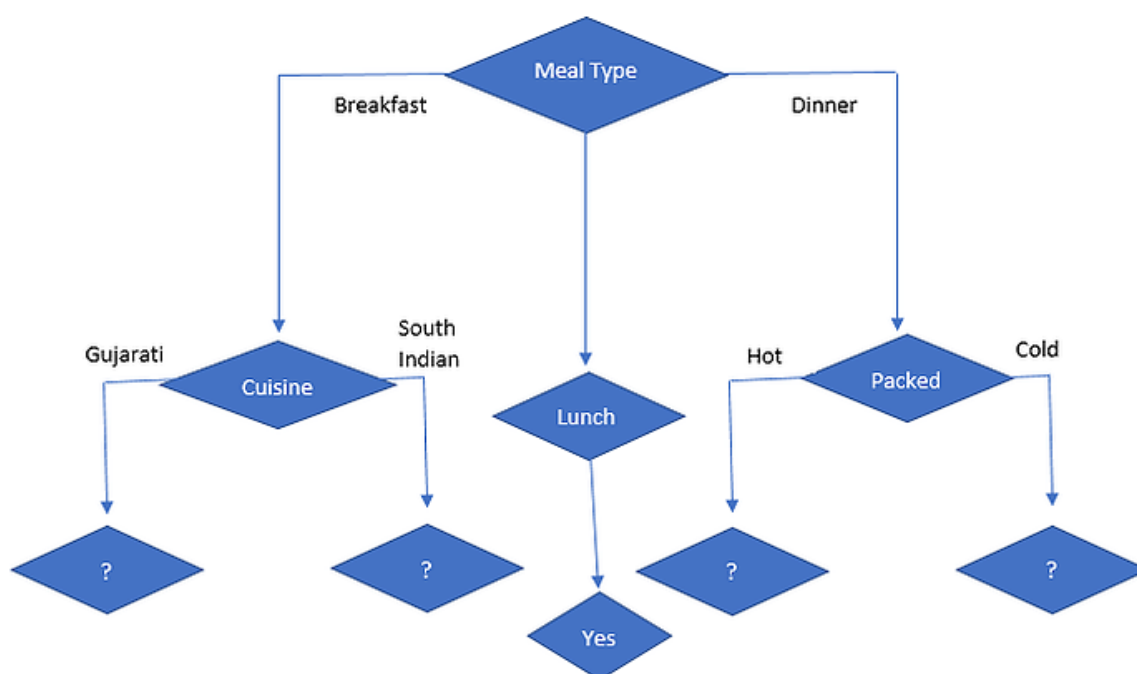 Meal Type
Breakfast
Dinner
Gujarati
South
Indian
Hot
Cold
Cuisine
Lunch
Packed
?
?
?
?
Yes